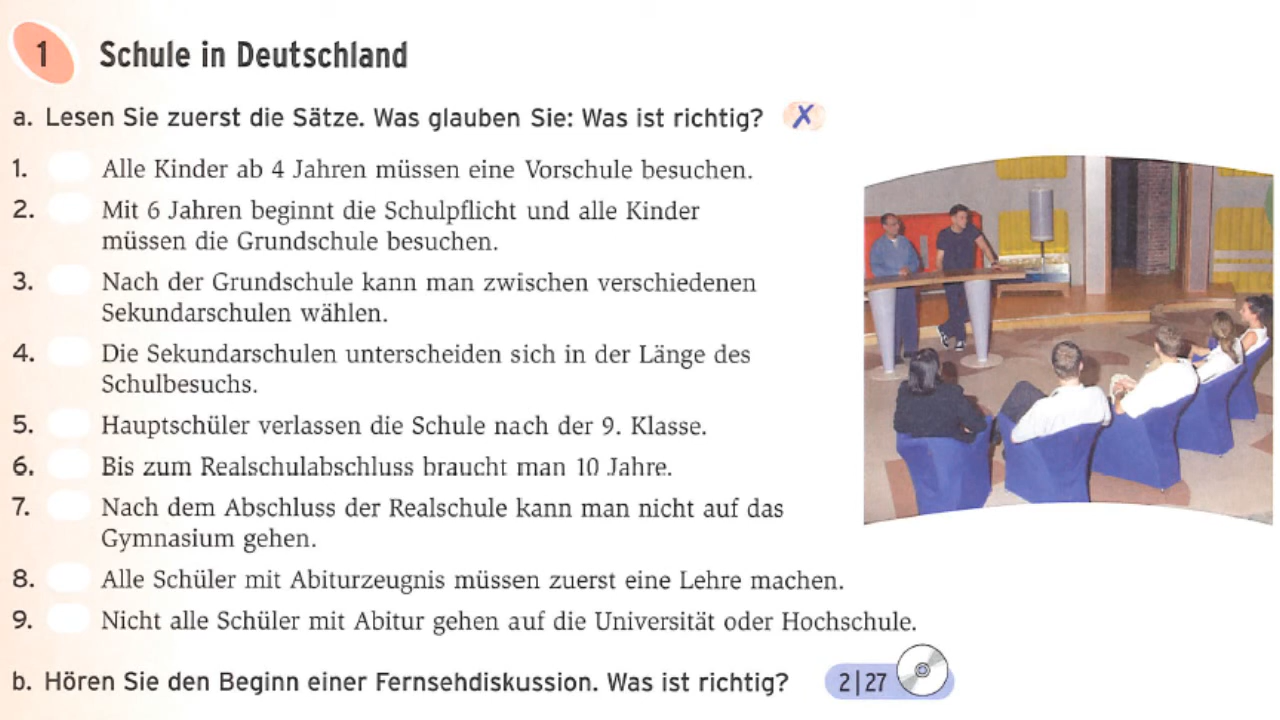 1 Schule in Deutschland
a. Lesen Sie zuerst die Sätze. Was glauben Sie: Was ist richtig? X
1. Alle Kinder ab 4 Jahren müssen eine Vorschule besuchen.
2. Mit 6 Jahren beginnt die Schulpflicht und alle Kinder
müssen die Grundschule besuchen.
3. Nach der Grundschule kann man zwischen verschiedenen
Sekundarschulen wählen.
4. Die Sekundarschulen unterscheiden sich in der Länge des
Schulbesuchs.
5. Hauptschüler verlassen die Schule nach der 9. Klasse.
6. Bis zum Realschulabschluss braucht man 10 Jahre.
7. Nach dem Abschluss der Realschule kann man nicht auf das
Gymnasium gehen.
8. Alle Schüler mit Abiturzeugnis müssen zuerst eine Lehre machen.
9. Nicht alle Schüler mit Abitur gehen auf die Universität oder Hochschule.
b. Hören Sie den Beginn einer Fernsehdiskussion. Was ist richtig? 2|27